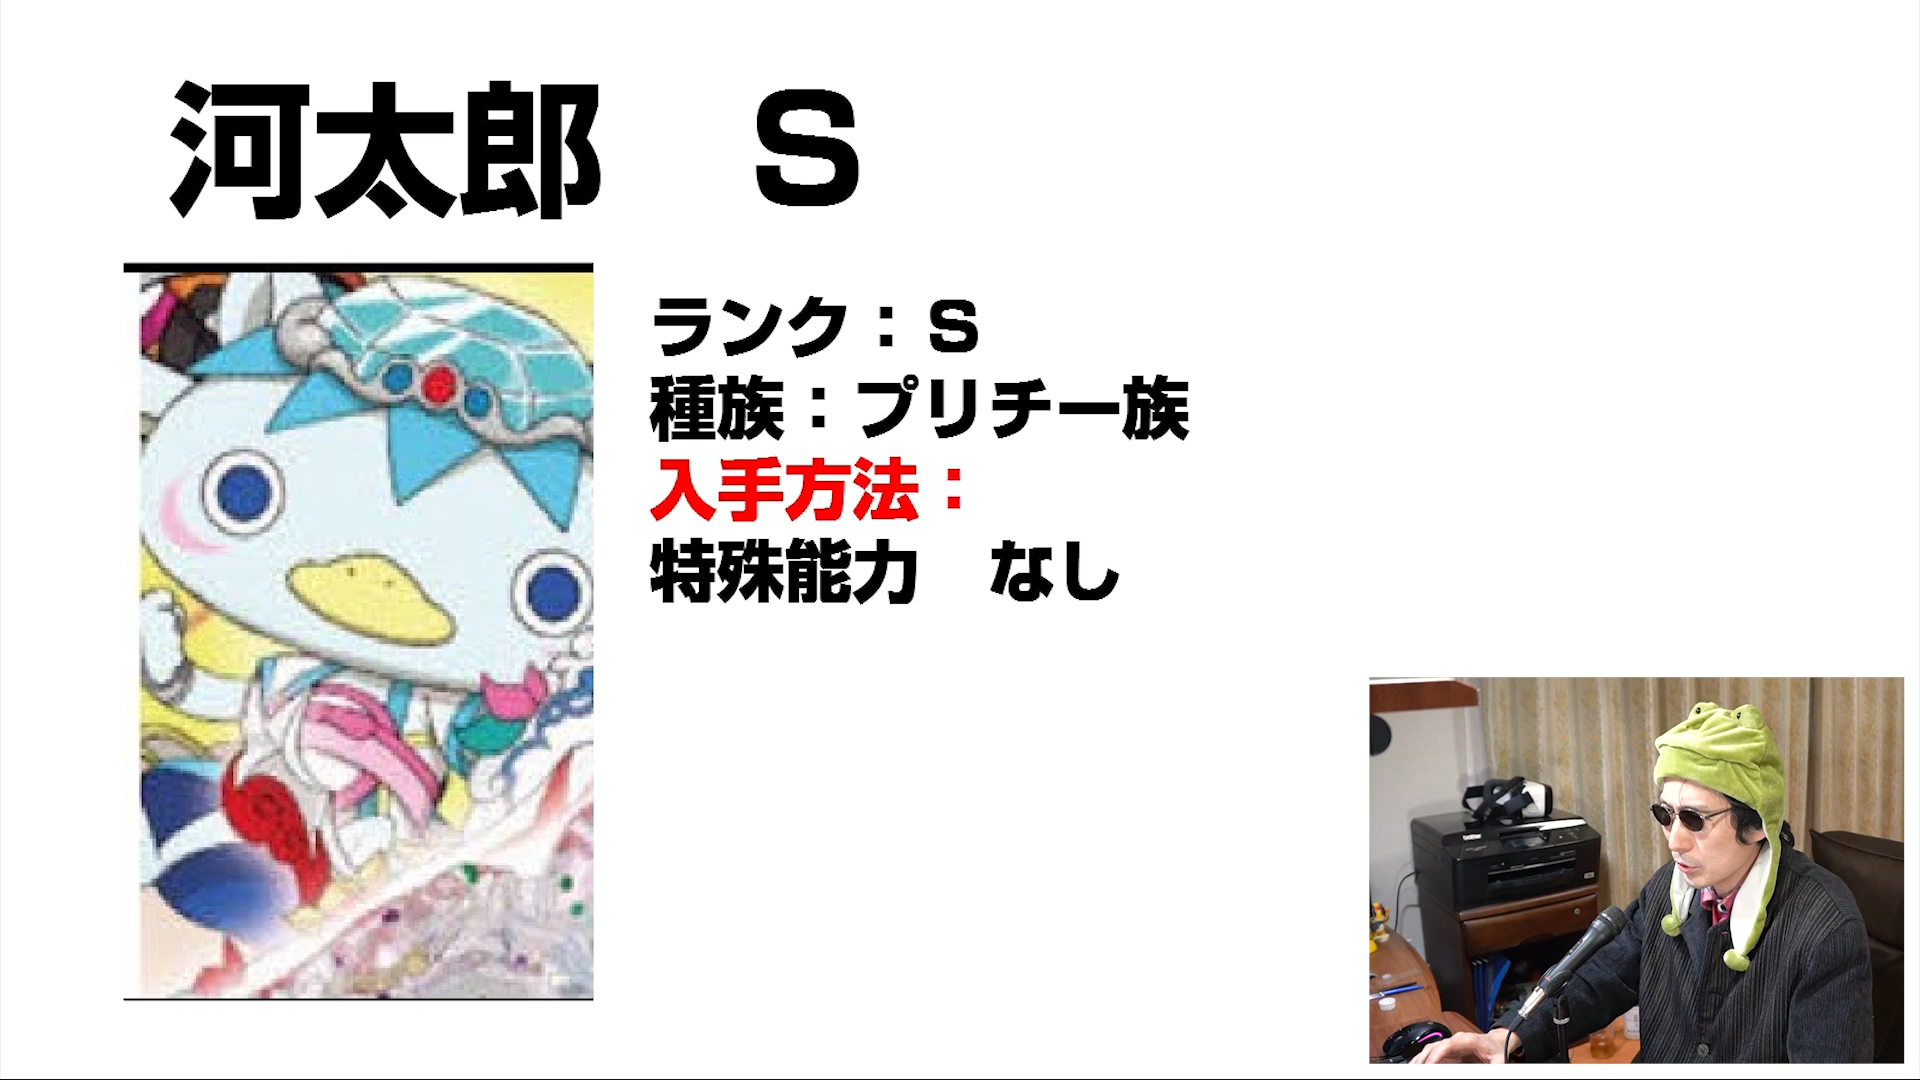 河太郎　S
ランク：S
種族：プリチー族
入手方法：
特殊能力　なし
brother